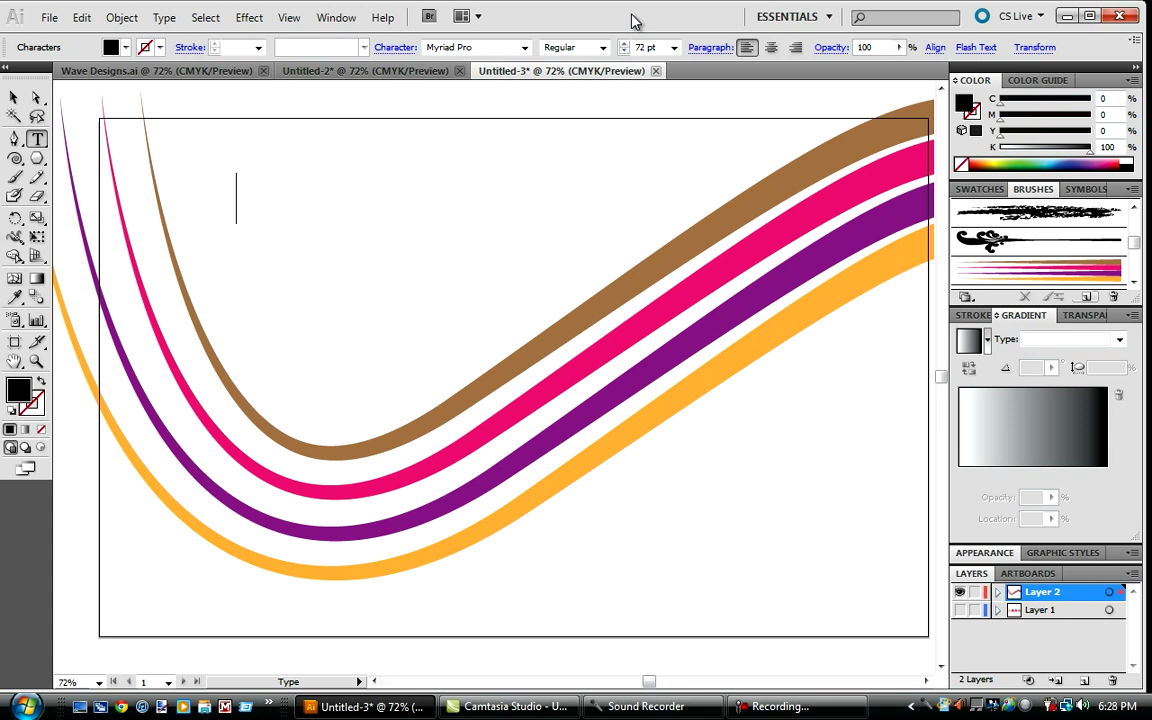 Ai File Edit Object Type Select Effect View Window Help Br ESSENTIALS CS Live
Characters Stroke: Character: Myriad Pro Regular 72 pt Paragraph: Opacity: 100 % Align Flash Text Transform
Wave Designs.ai @ 72% (CMYK/Preview) Untitled-2* @ 72% (CMYK/Preview) Untitled-3* @ 72% (CMYK/Preview)
COLOR COLOR GUIDE
C 0 %
M 0 %
Y 0 %
K 100 %
SWATCHES BRUSHES SYMBOLS
STROKE GRADIENT TRANSPA
Type:
Opacity: %
Location: %
APPEARANCE GRAPHIC STYLES
LAYERS ARTBOARDS
Layer 2
Layer 1
2 Layers
72% 1 Type
Untitled-3* @ 72% (... Camtasia Studio - U... Sound Recorder Recording... 6:28 PM